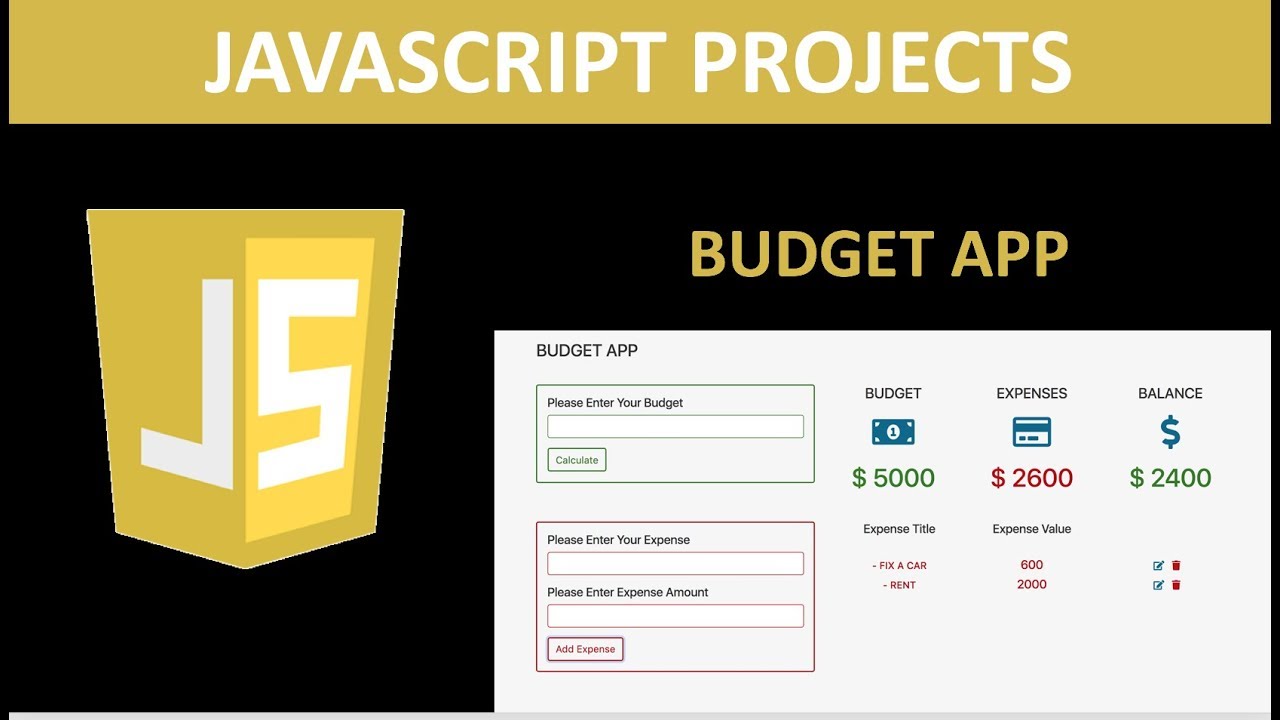 JAVASCRIPT PROJECTS
JS
BUDGET APP
BUDGET APP
Please Enter Your Budget
Calculate
BUDGET EXPENSES BALANCE
1
$ 5000 $ 2600 $ 2400
Please Enter Your Expense
Please Enter Expense Amount
Add Expense
Expense Title Expense Value
- FIX A CAR 600
- RENT 2000